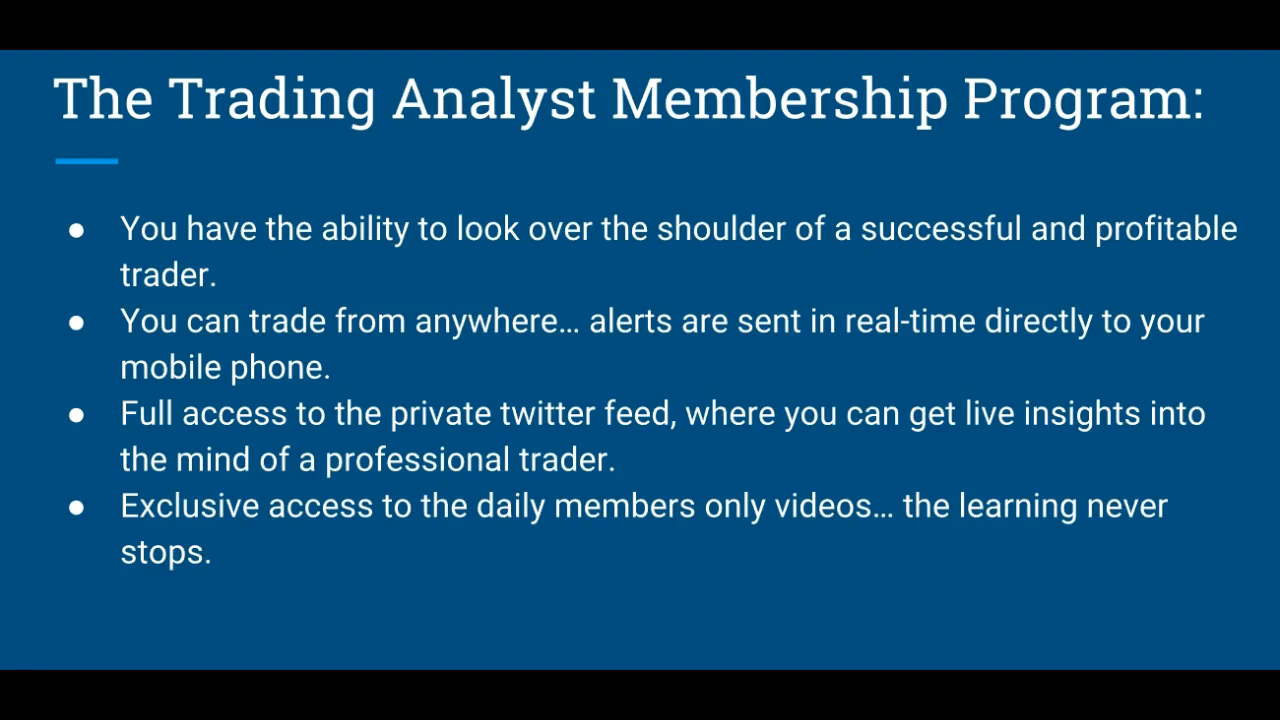 The Trading Analyst Membership Program:
● You have the ability to look over the shoulder of a successful and profitable
trader.
● You can trade from anywhere... alerts are sent in real-time directly to your
mobile phone.
● Full access to the private twitter feed, where you can get live insights into
the mind of a professional trader.
● Exclusive access to the daily members only videos... the learning never
stops.